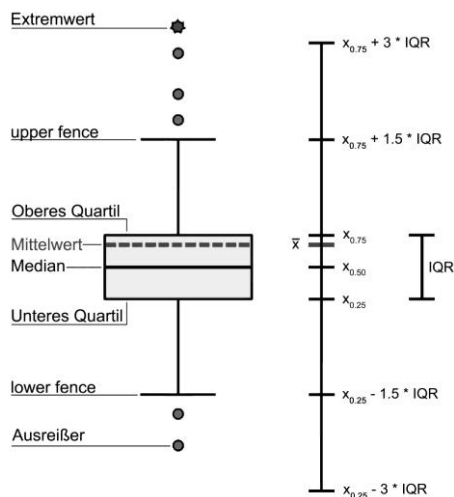 Extremwert
x0.75 + 3 * IQR
upper fence
x0.75 + 1.5 * IQR
Oberes Quartil
Mittelwert
x̅
x0.75
Median
x0.50
IQR
x0.25
Unteres Quartil
lower fence
x0.25 - 1.5 * IQR
Ausreißer
x0.25 - 3 * IQR